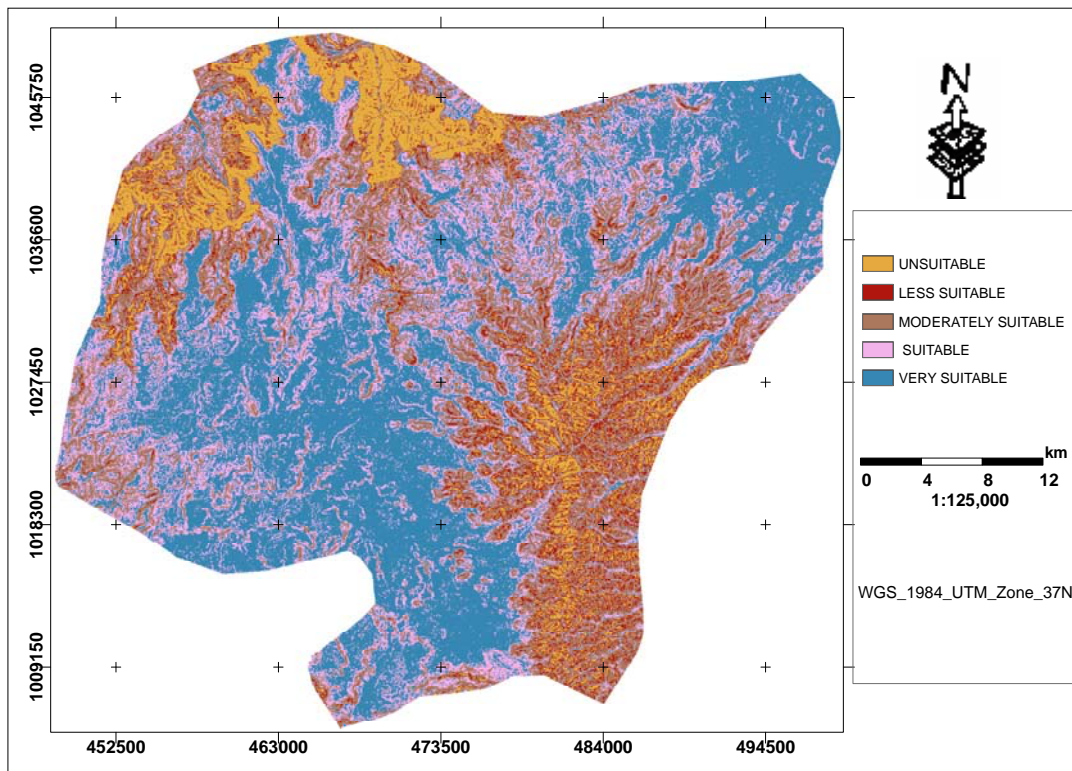 N
1045750
1036600
1027450
1018300
1009150
452500
463000
473500
484000
494500
UNSUITABLE
LESS SUITABLE
MODERATELY SUITABLE
SUITABLE
VERY SUITABLE
km
0 4 8 12
1:125,000
WGS_1984_UTM_Zone_37N